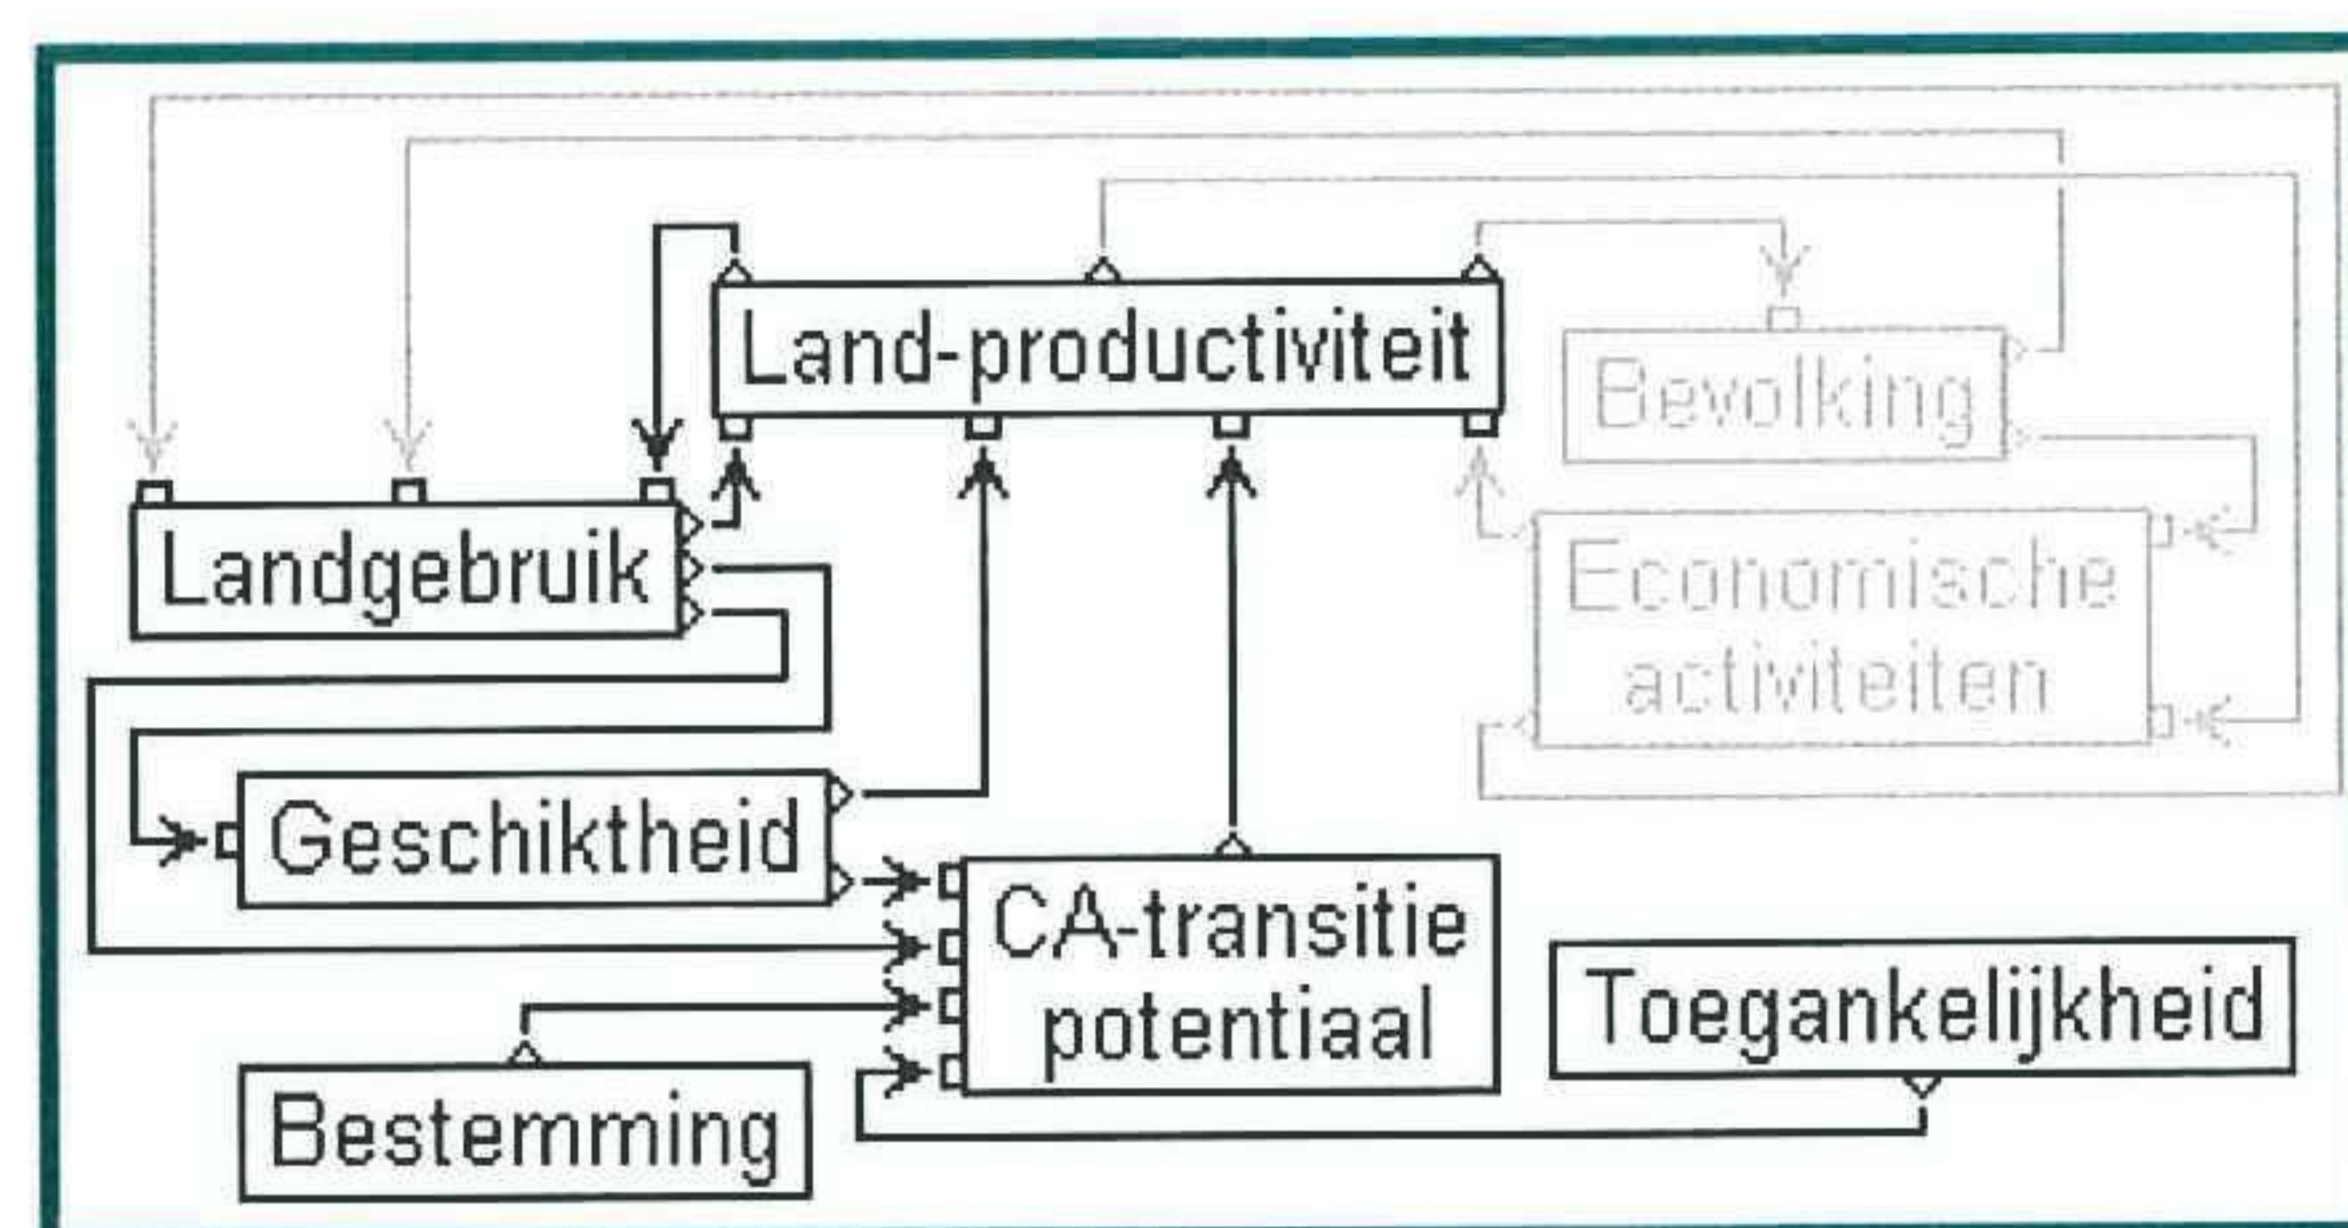 Land-productiviteit
Bevolking
Landgebruik
Economische
activiteiten
Geschiktheid
CA-transitie
potentiaal
Toegankelijkheid
Bestemming